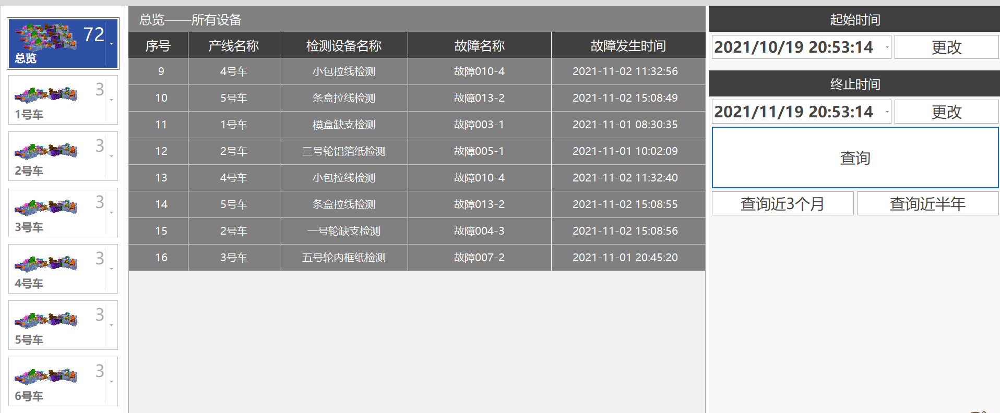 72
总览
3
1号车
3
2号车
3
3号车
3
4号车
3
5号车
3
6号车
总览——所有设备
序号 产线名称 检测设备名称 故障名称 故障发生时间
9 4号车 小包拉线检测 故障010-4 2021-11-02 11:32:56
10 5号车 条盒拉线检测 故障013-2 2021-11-02 15:08:49
11 1号车 模盒缺支检测 故障003-1 2021-11-01 08:30:35
12 2号车 三号轮铝箔纸检测 故障005-1 2021-11-01 10:02:09
13 4号车 小包拉线检测 故障010-4 2021-11-02 11:32:40
14 5号车 条盒拉线检测 故障013-2 2021-11-02 15:08:55
15 2号车 一号轮缺支检测 故障004-3 2021-11-02 15:08:56
16 3号车 五号轮内框纸检测 故障007-2 2021-11-01 20:45:20
起始时间
2021/10/19 20:53:14 更改
终止时间
2021/11/19 20:53:14 更改
查询
查询近3个月 查询近半年